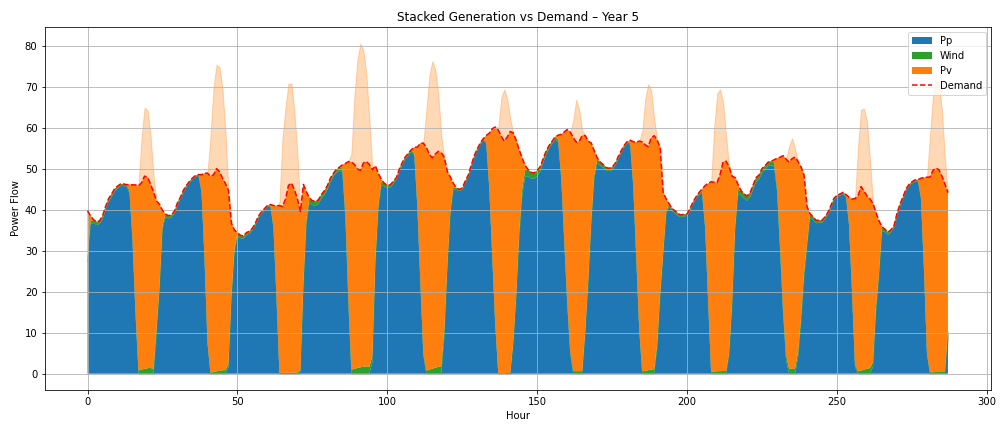 Stacked Generation vs Demand – Year 5
Power Flow
80
70
60
50
40
30
20
10
0
0
50
100
150
200
250
300
Hour
Pp
Wind
Pv
Demand